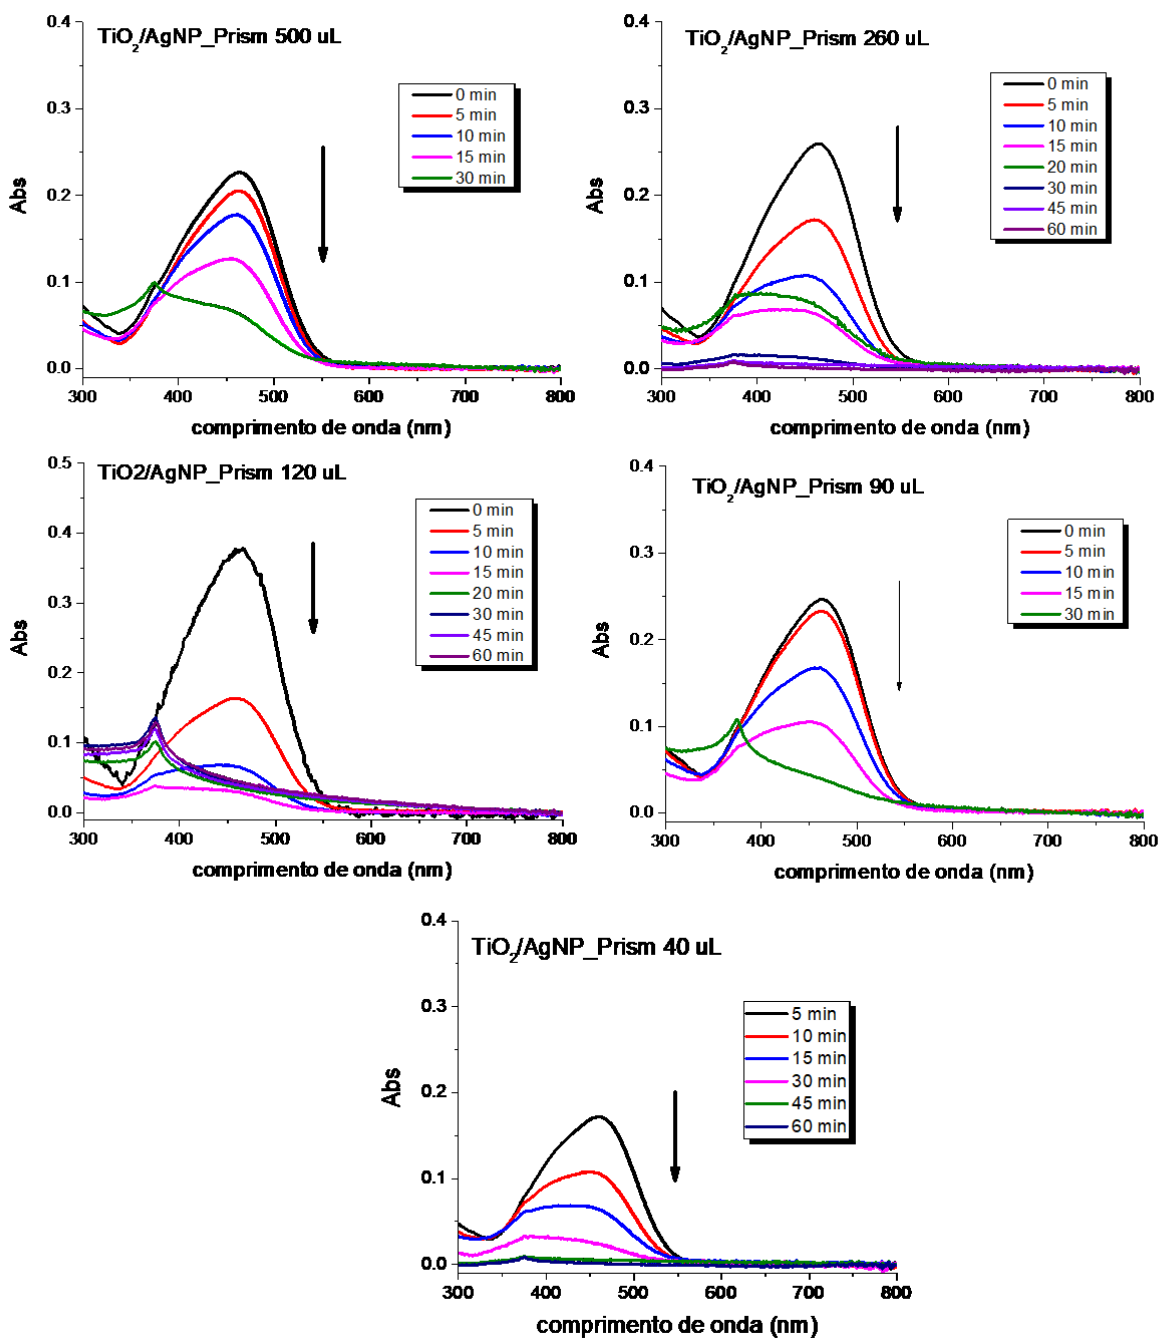 TiO2/AgNP_Prism 500 uL
0 min
5 min
10 min
15 min
30 min
Abs
0.4
0.3
0.2
0.1
0.0
300 400 500 600 700 800
comprimento de onda (nm)
TiO2/AgNP_Prism 260 uL
0 min
5 min
10 min
15 min
20 min
30 min
45 min
60 min
Abs
0.4
0.3
0.2
0.1
0.0
300 400 500 600 700 800
comprimento de onda (nm)
TiO2/AgNP_Prism 120 uL
0 min
5 min
10 min
15 min
20 min
30 min
45 min
60 min
Abs
0.5
0.4
0.3
0.2
0.1
0.0
300 400 500 600 700 800
comprimento de onda (nm)
TiO2/AgNP_Prism 90 uL
0 min
5 min
10 min
15 min
30 min
Abs
0.4
0.3
0.2
0.1
0.0
300 400 500 600 700 800
comprimento de onda (nm)
TiO2/AgNP_Prism 40 uL
5 min
10 min
15 min
30 min
45 min
60 min
Abs
0.4
0.3
0.2
0.1
0.0
300 400 500 600 700 800
comprimento de onda (nm)